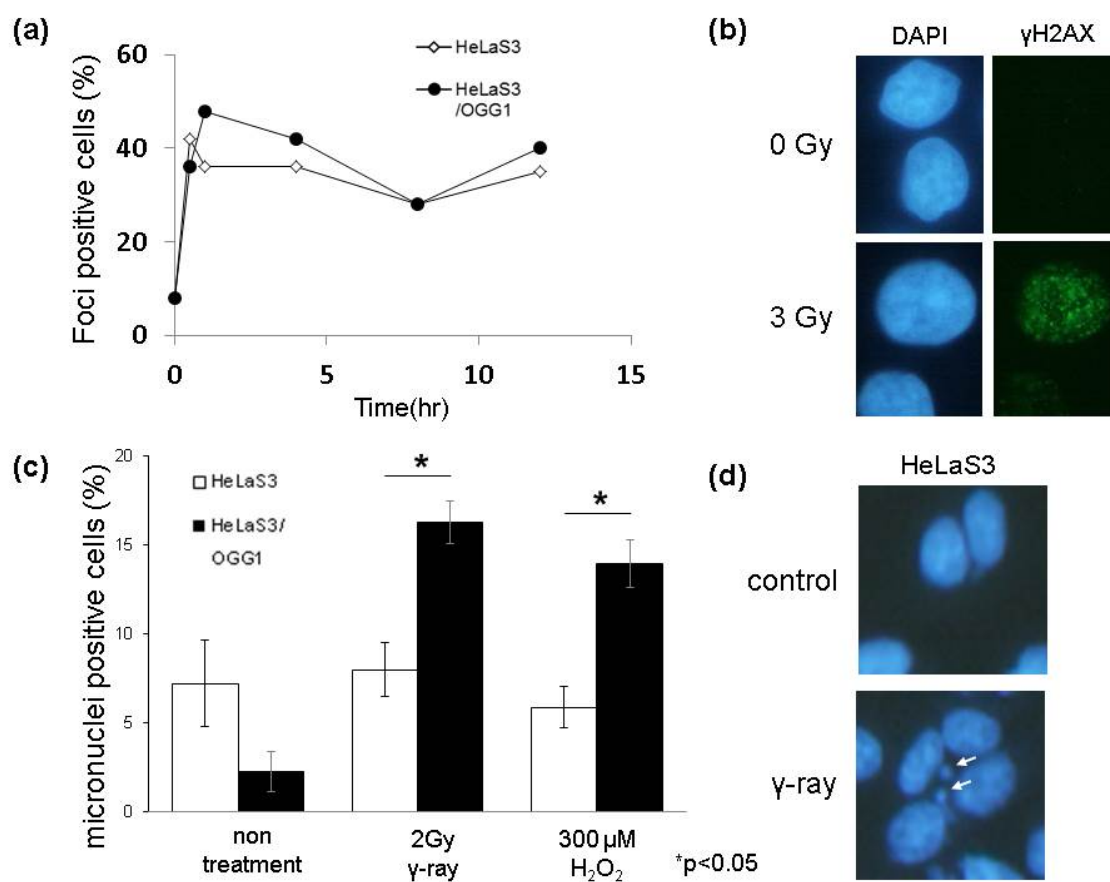 (a)
60
40
20
0
Foci positive cells (%)
HeLaS3
HeLaS3
/OGG1
0
5
10
15
Time(hr)
(b)
DAPI
γH2AX
0 Gy
3 Gy
(c)
20
15
10
5
0
micronuclei positive cells (%)
HeLaS3
HeLaS3/
OGG1
*
*
non
treatment
2Gy
γ-ray
300 μM
H₂O₂
*p<0.05
(d)
HeLaS3
control
γ-ray